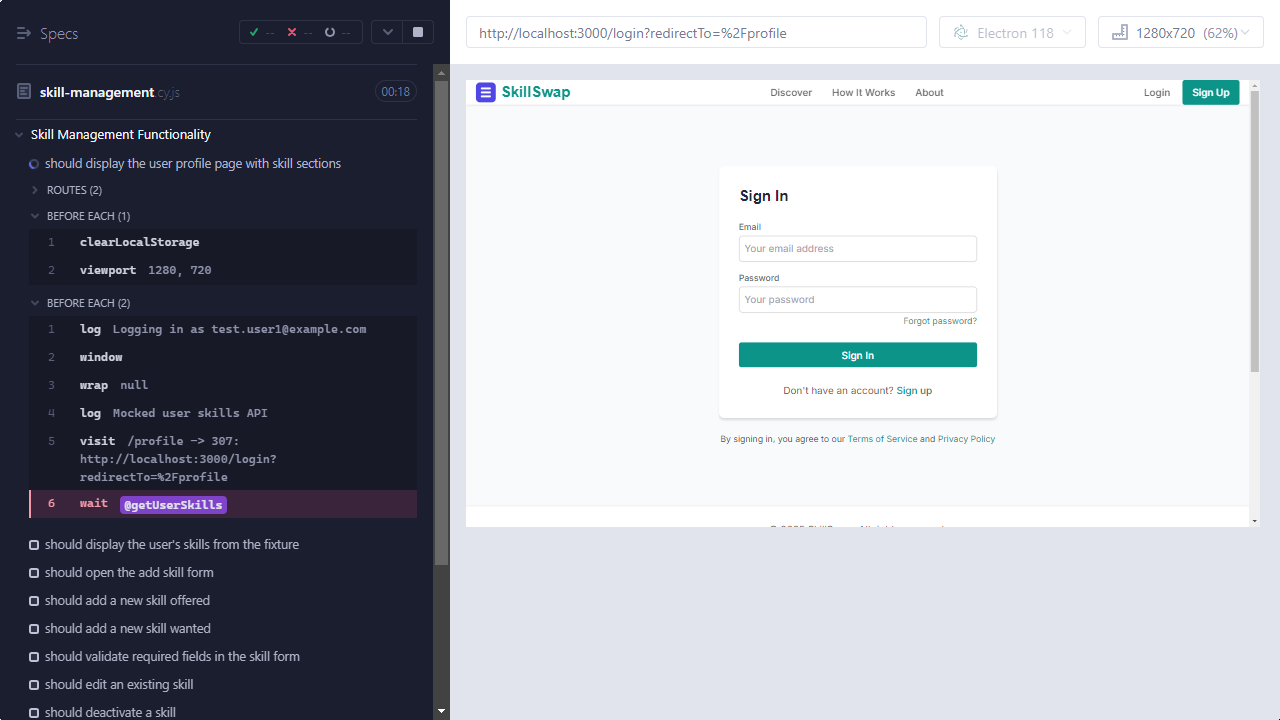 Specs
-- -- --
skill-management.cy.js
00:18
Skill Management Functionality
should display the user profile page with skill sections
ROUTES (2)
BEFORE EACH (1)
1 clearLocalStorage
2 viewport 1280, 720
BEFORE EACH (2)
1 log Logging in as test.user1@example.com
2 window
3 wrap null
4 log Mocked user skills API
5 visit /profile -> 307:
http://localhost:3000/login?
redirectTo=%2Fprofile
6 wait @getUserSkills
should display the user's skills from the fixture
should open the add skill form
should add a new skill offered
should add a new skill wanted
should validate required fields in the skill form
should edit an existing skill
should deactivate a skill
http://localhost:3000/login?redirectTo=%2Fprofile
Electron 118
1280x720 (62%)
SkillSwap
Discover
How It Works
About
Login
Sign Up
Sign In
Email
Your email address
Password
Your password
Forgot password?
Sign In
Don't have an account? Sign up
By signing in, you agree to our Terms of Service and Privacy Policy